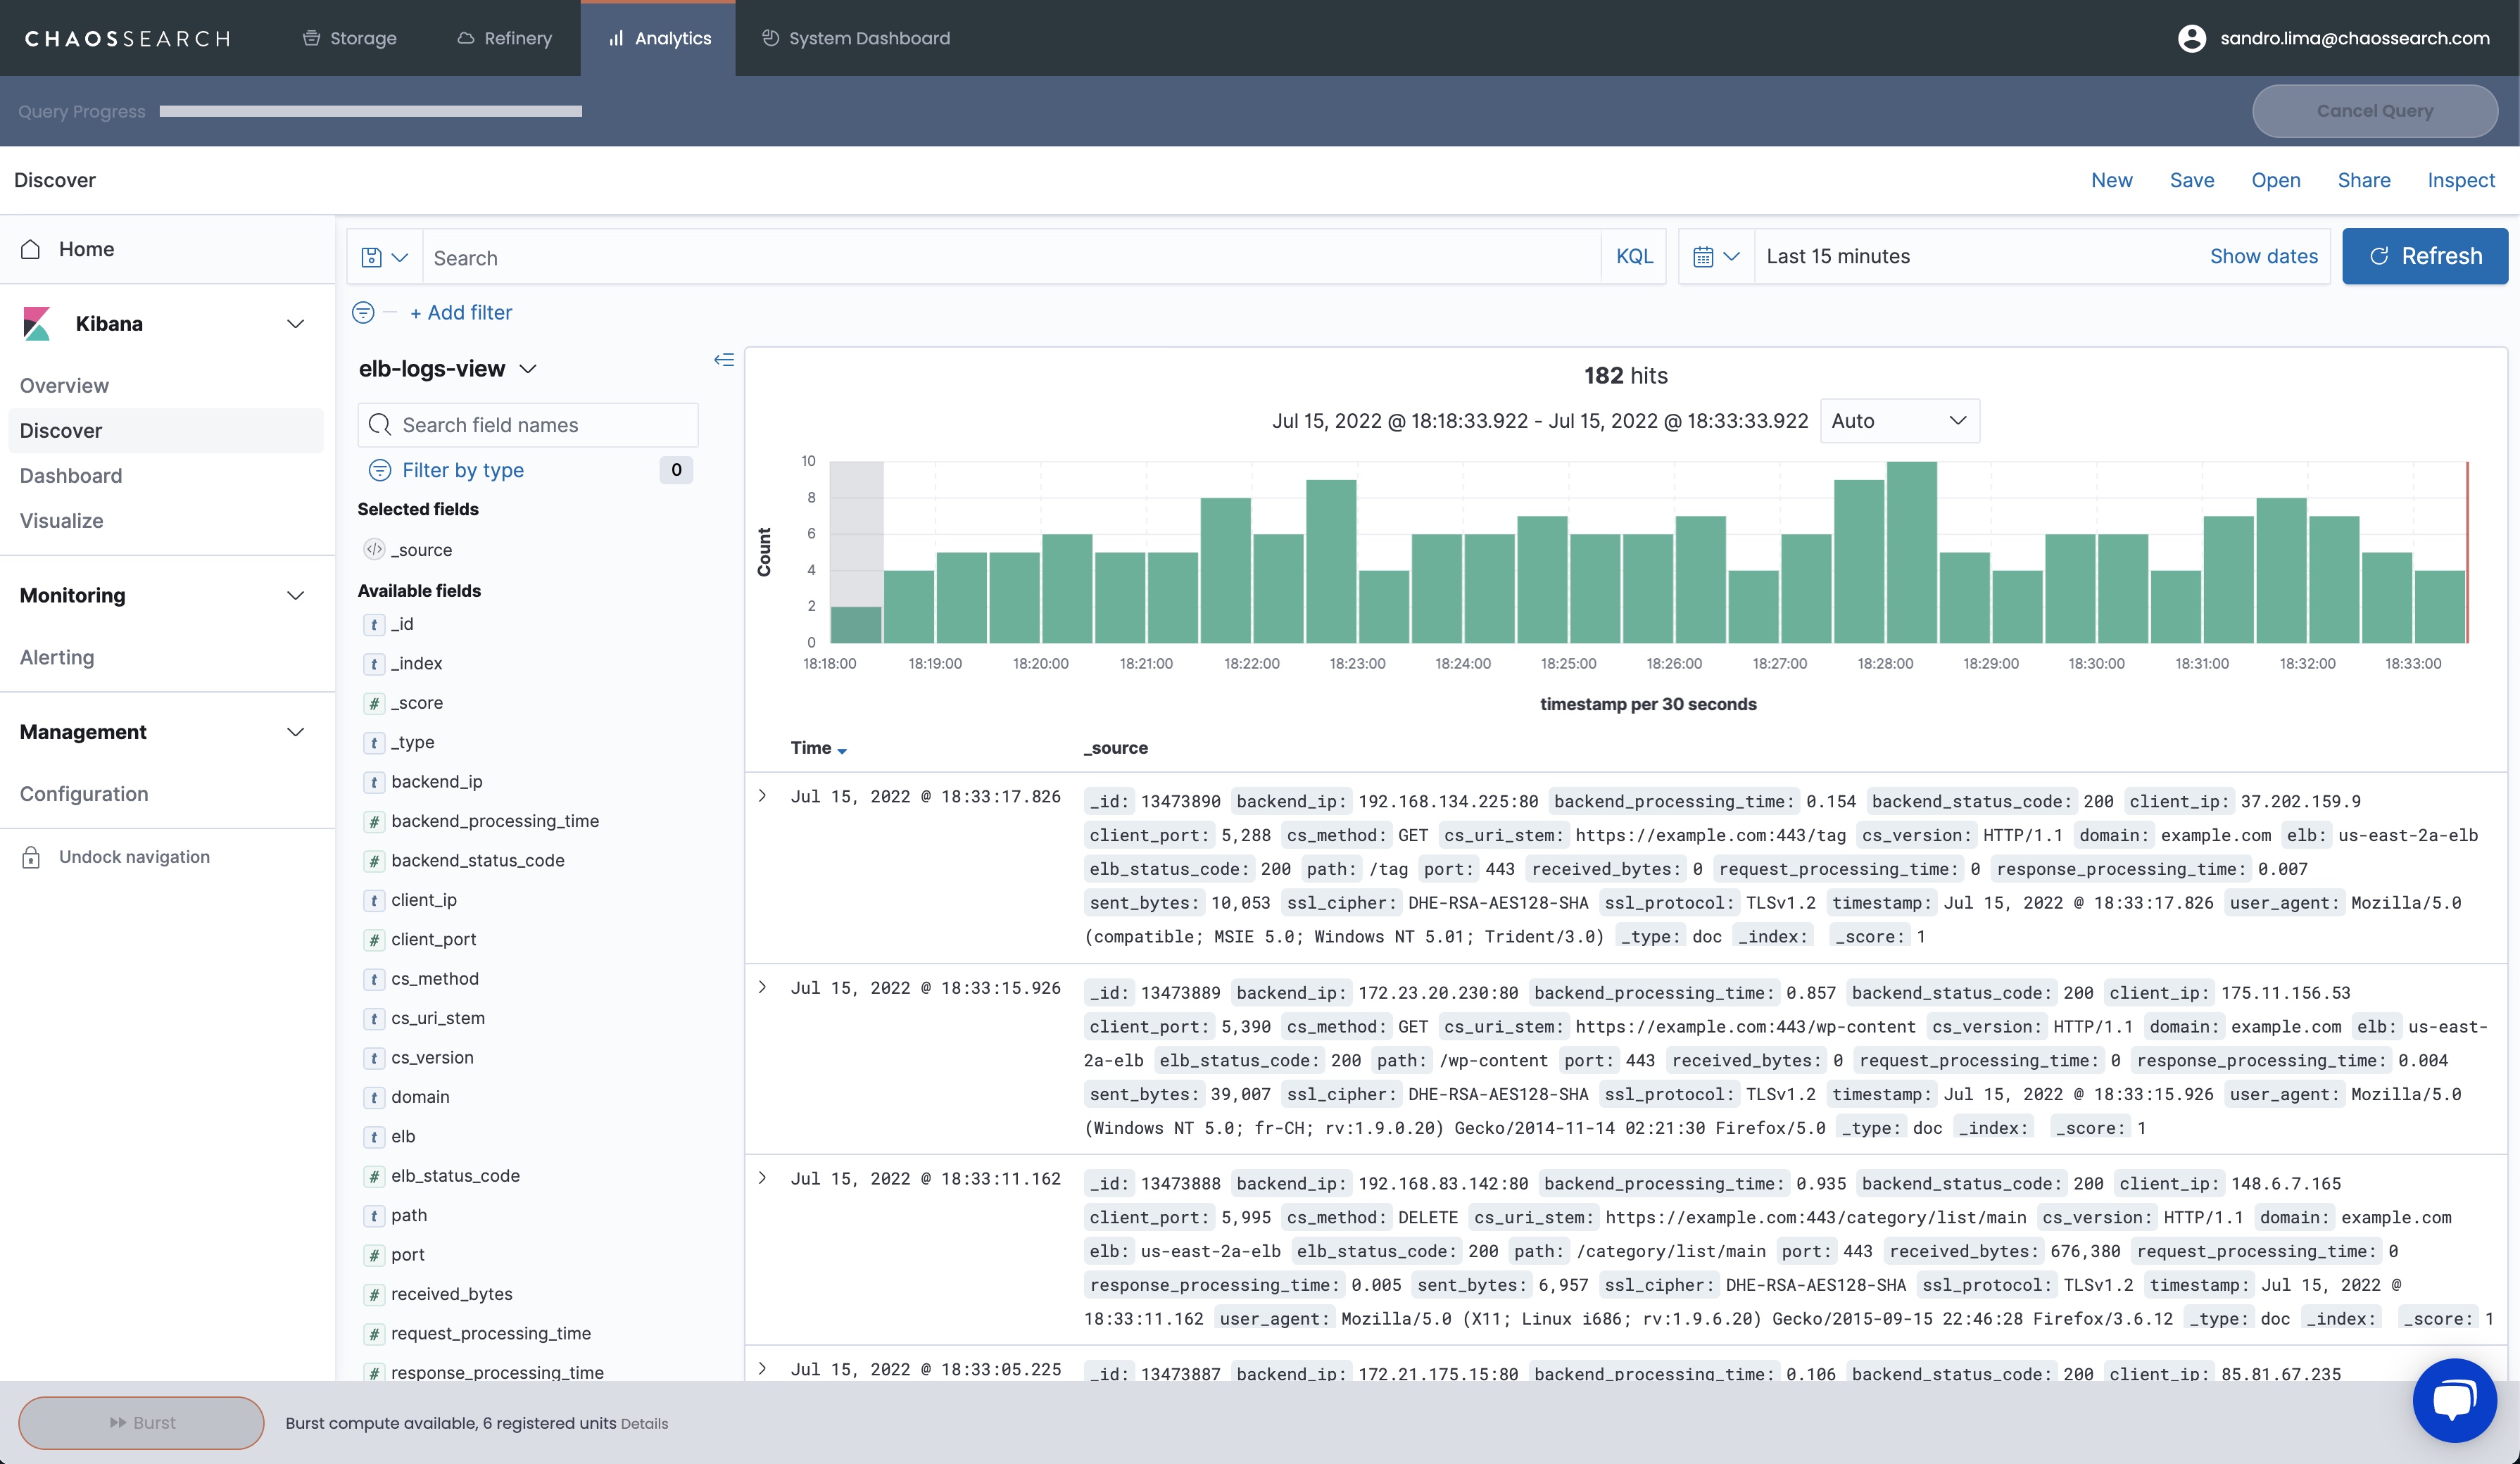 CHAOSSEARCH
Storage
Refinery
Analytics
System Dashboard
sandro.lima@chaossearch.com
Query Progress
Cancel Query
Discover
New Save Open Share Inspect
Home
Kibana
Overview
Discover
Dashboard
Visualize
Monitoring
Alerting
Management
Configuration
Undock navigation
Search
KQL
Last 15 minutes
Show dates
Refresh
+ Add filter
elb-logs-view
Search field names
Filter by type 0
Selected fields
_source
Available fields
t _id
t _index
# _score
t _type
t backend_ip
# backend_processing_time
# backend_status_code
t client_ip
# client_port
t cs_method
t cs_uri_stem
t cs_version
t domain
t elb
# elb_status_code
t path
# port
# received_bytes
# request_processing_time
# response_processing_time
182 hits
Jul 15, 2022 @ 18:18:33.922 - Jul 15, 2022 @ 18:33:33.922 Auto
Count
10
8
6
4
2
0
18:18:00 18:19:00 18:20:00 18:21:00 18:22:00 18:23:00 18:24:00 18:25:00 18:26:00 18:27:00 18:28:00 18:29:00 18:30:00 18:31:00 18:32:00 18:33:00
timestamp per 30 seconds
Time _source
Jul 15, 2022 @ 18:33:17.826
_id: 13473890 backend_ip: 192.168.134.225:80 backend_processing_time: 0.154 backend_status_code: 200 client_ip: 37.202.159.9
client_port: 5,288 cs_method: GET cs_uri_stem: https://example.com:443/tag cs_version: HTTP/1.1 domain: example.com elb: us-east-2a-elb
elb_status_code: 200 path: /tag port: 443 received_bytes: 0 request_processing_time: 0 response_processing_time: 0.007
sent_bytes: 10,053 ssl_cipher: DHE-RSA-AES128-SHA ssl_protocol: TLSv1.2 timestamp: Jul 15, 2022 @ 18:33:17.826 user_agent: Mozilla/5.0
(compatible; MSIE 5.0; Windows NT 5.01; Trident/3.0) _type: doc _index: _score: 1
Jul 15, 2022 @ 18:33:15.926
_id: 13473889 backend_ip: 172.23.20.230:80 backend_processing_time: 0.857 backend_status_code: 200 client_ip: 175.11.156.53
client_port: 5,390 cs_method: GET cs_uri_stem: https://example.com:443/wp-content cs_version: HTTP/1.1 domain: example.com elb: us-east-
2a-elb elb_status_code: 200 path: /wp-content port: 443 received_bytes: 0 request_processing_time: 0 response_processing_time: 0.004
sent_bytes: 39,007 ssl_cipher: DHE-RSA-AES128-SHA ssl_protocol: TLSv1.2 timestamp: Jul 15, 2022 @ 18:33:15.926 user_agent: Mozilla/5.0
(Windows NT 5.0; fr-CH; rv:1.9.0.20) Gecko/2014-11-14 02:21:30 Firefox/5.0 _type: doc _index: _score: 1
Jul 15, 2022 @ 18:33:11.162
_id: 13473888 backend_ip: 192.168.83.142:80 backend_processing_time: 0.935 backend_status_code: 200 client_ip: 148.6.7.165
client_port: 5,995 cs_method: DELETE cs_uri_stem: https://example.com:443/category/list/main cs_version: HTTP/1.1 domain: example.com
elb: us-east-2a-elb elb_status_code: 200 path: /category/list/main port: 443 received_bytes: 676,380 request_processing_time: 0
response_processing_time: 0.005 sent_bytes: 6,957 ssl_cipher: DHE-RSA-AES128-SHA ssl_protocol: TLSv1.2 timestamp: Jul 15, 2022 @
18:33:11.162 user_agent: Mozilla/5.0 (X11; Linux i686; rv:1.9.6.20) Gecko/2015-09-15 22:46:28 Firefox/3.6.12 _type: doc _index: _score: 1
Jul 15, 2022 @ 18:33:05.225
_id: 13473887 backend_ip: 172.21.175.15:80 backend_processing_time: 0.106 backend_status_code: 200 client_ip: 85.81.67.235
Burst
Burst compute available, 6 registered units Details